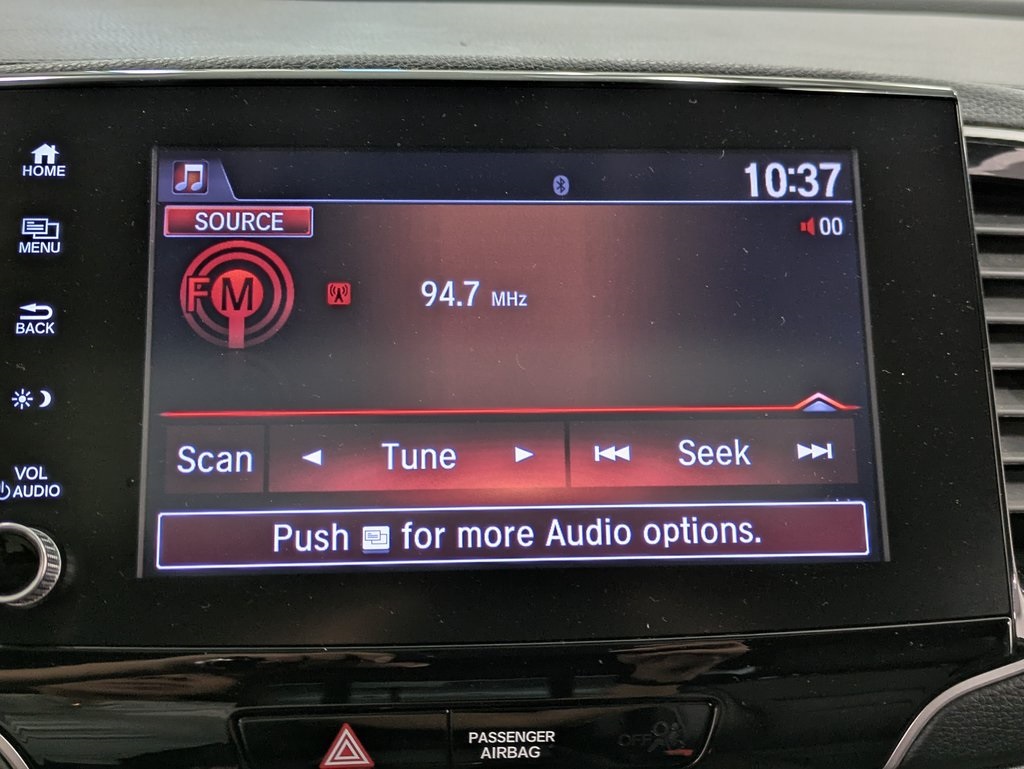 HOME
MENU
BACK
VOL
AUDIO
10:37
SOURCE
00
FM
94.7 MHz
Scan
Tune
Seek
Push for more Audio options.
PASSENGER
AIRBAG
OFF